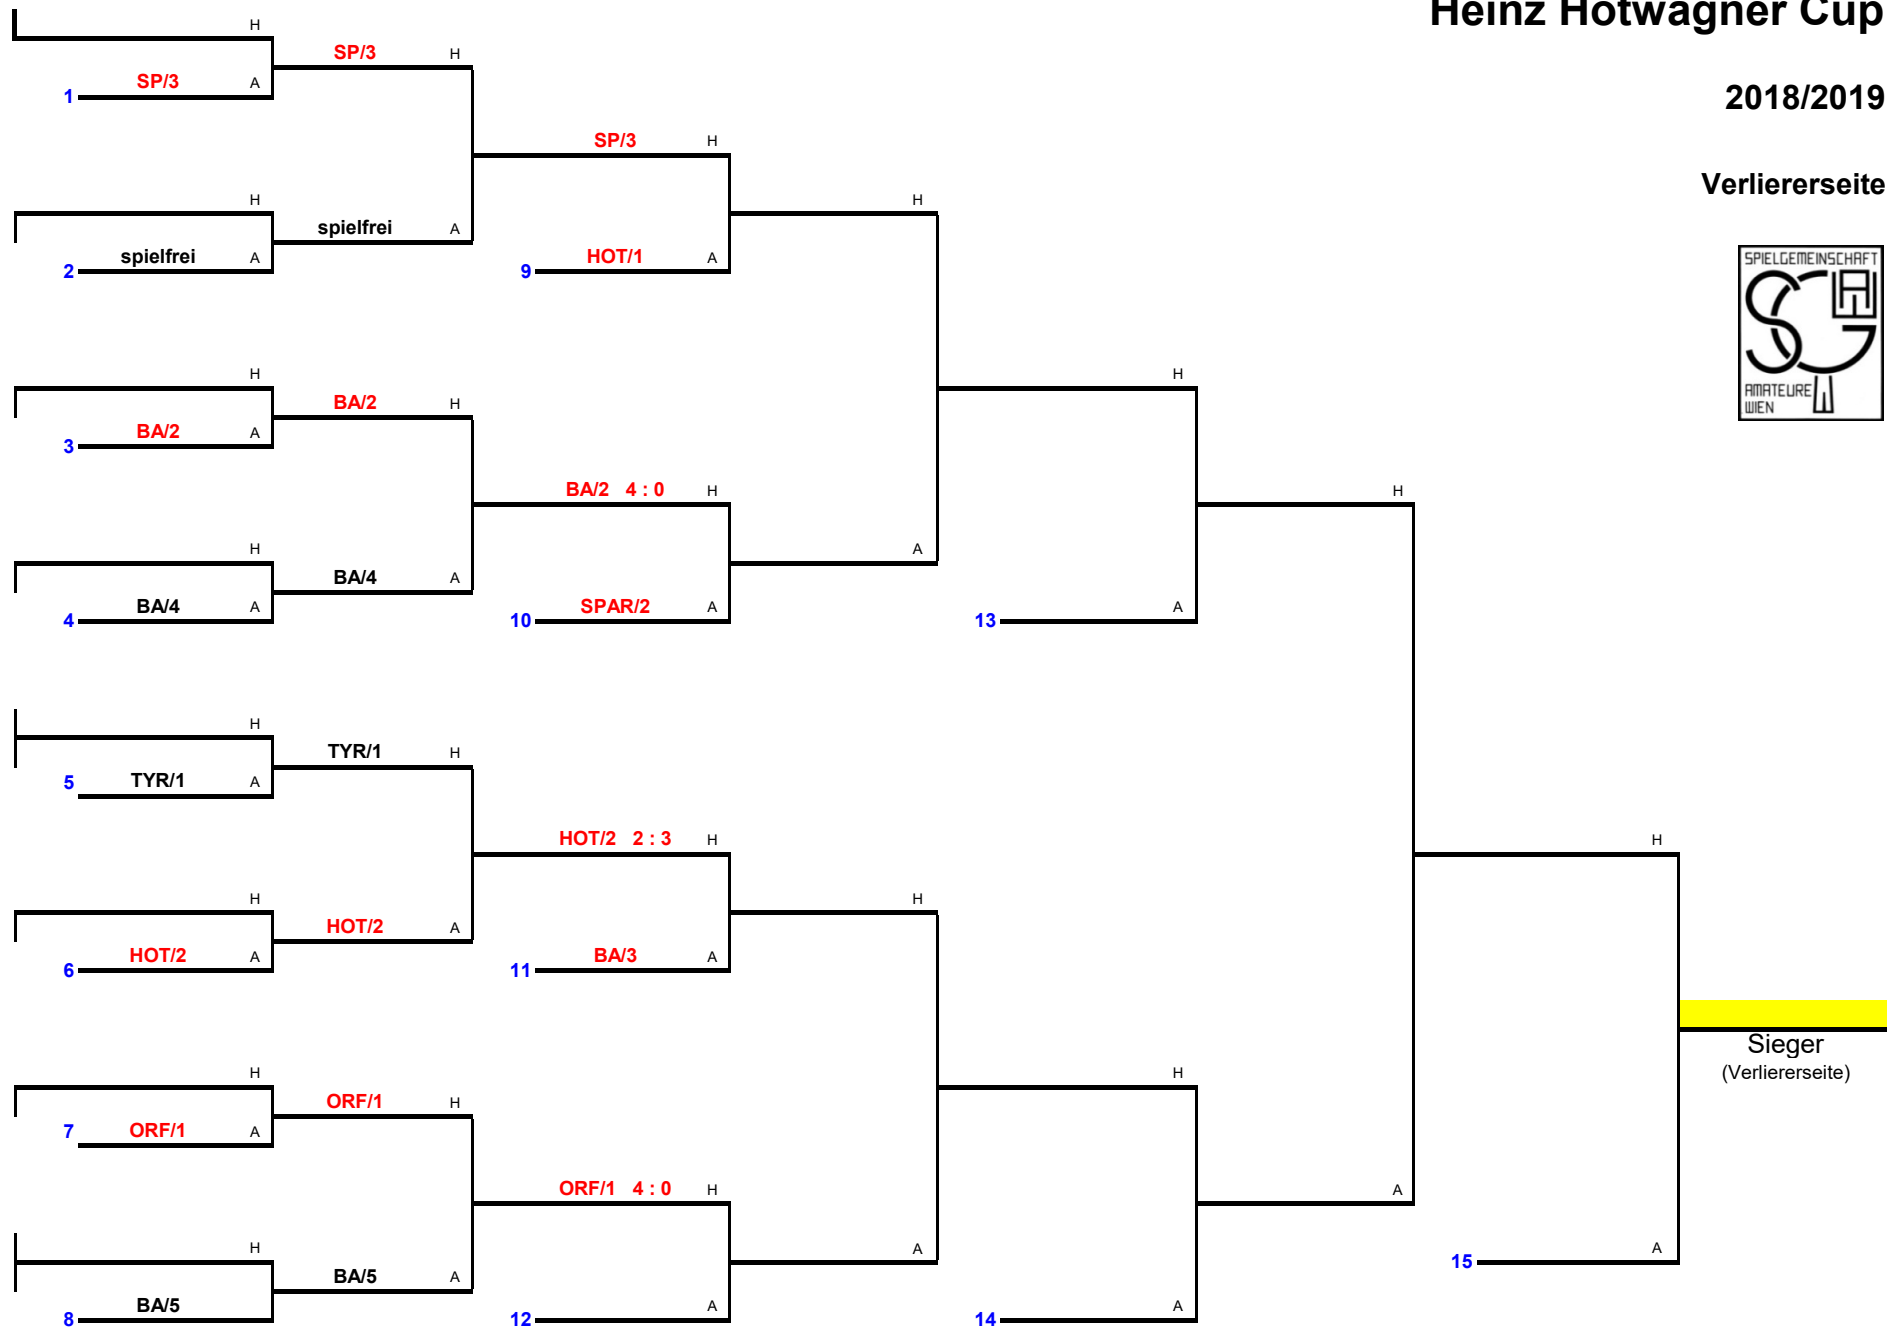 Heinz Hotwagner Cup
H
SP/3 H
1 SP/3 A
2018/2019
SP/3 H
Verliererseite
H H
spielfrei A
2 spielfrei A
9 HOT/1 A
SPIELGEMEINSCHAFT
SGAW
AMATEURE
WIEN
H H
BA/2 H
3 BA/2 A
BA/2 4 : 0 H
H
H A
BA/4 A
4 BA/4 A
10 SPAR/2 A
13 A
H
TYR/1 H
5 TYR/1 A
HOT/2 2 : 3 H
H
H H
HOT/2 A
6 HOT/2 A
11 BA/3 A
Sieger
(Verliererseite)
H H
ORF/1 H
7 ORF/1 A
ORF/1 4 : 0 H
A
H A
15 A
BA/5 A
8 BA/5
12 A
14 A